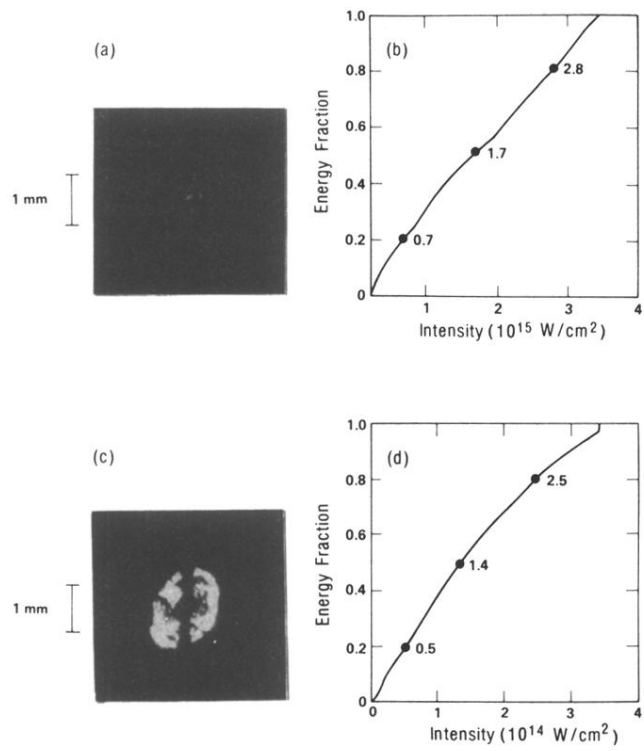 (a)
1 mm
(b)
1.0
0.8
0.6
0.4
0.2
0
Energy Fraction
2.8
1.7
0.7
1
2
3
4
Intensity (10¹⁵ W/cm²)
(c)
1 mm
(d)
1.0
0.8
0.6
0.4
0.2
0
Energy Fraction
2.5
1.4
0.5
0
1
2
3
4
Intensity (10¹⁴ W/cm²)